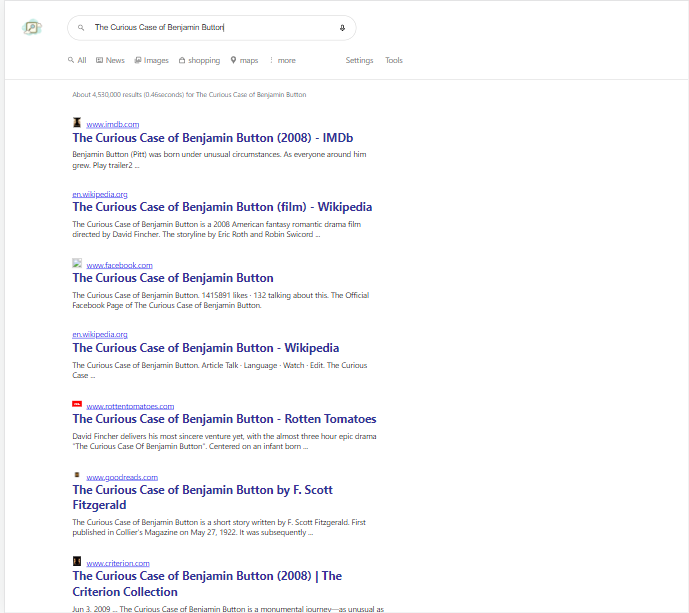 The Curious Case of Benjamin Button
All News Images shopping maps more Settings Tools
About 4,530,000 results (0.46seconds) for The Curious Case of Benjamin Button
www.imdb.com
The Curious Case of Benjamin Button (2008) - IMDb
Benjamin Button (Pitt) was born under unusual circumstances. As everyone around him
grew. Play trailer2 ...
en.wikipedia.org
The Curious Case of Benjamin Button (film) - Wikipedia
The Curious Case of Benjamin Button is a 2008 American fantasy romantic drama film
directed by David Fincher. The storyline by Eric Roth and Robin Swicord ...
www.facebook.com
The Curious Case of Benjamin Button
The Curious Case of Benjamin Button. 1415891 likes · 132 talking about this. The Official
Facebook Page of The Curious Case of Benjamin Button.
en.wikipedia.org
The Curious Case of Benjamin Button - Wikipedia
The Curious Case of Benjamin Button. Article Talk · Language · Watch · Edit. The Curious
Case ...
www.rottentomatoes.com
The Curious Case of Benjamin Button - Rotten Tomatoes
David Fincher delivers his most sincere venture yet, with the almost three hour epic drama
"The Curious Case Of Benjamin Button". Centered on an infant born ...
www.goodreads.com
The Curious Case of Benjamin Button by F. Scott
Fitzgerald
The Curious Case of Benjamin Button is a short story written by F. Scott Fitzgerald. First
published in Collier's Magazine on May 27, 1922. It was subsequently ...
www.criterion.com
The Curious Case of Benjamin Button (2008) | The
Criterion Collection
Jun 3, 2009 ... The Curious Case of Benjamin Button is a monumental journey—as unusual as